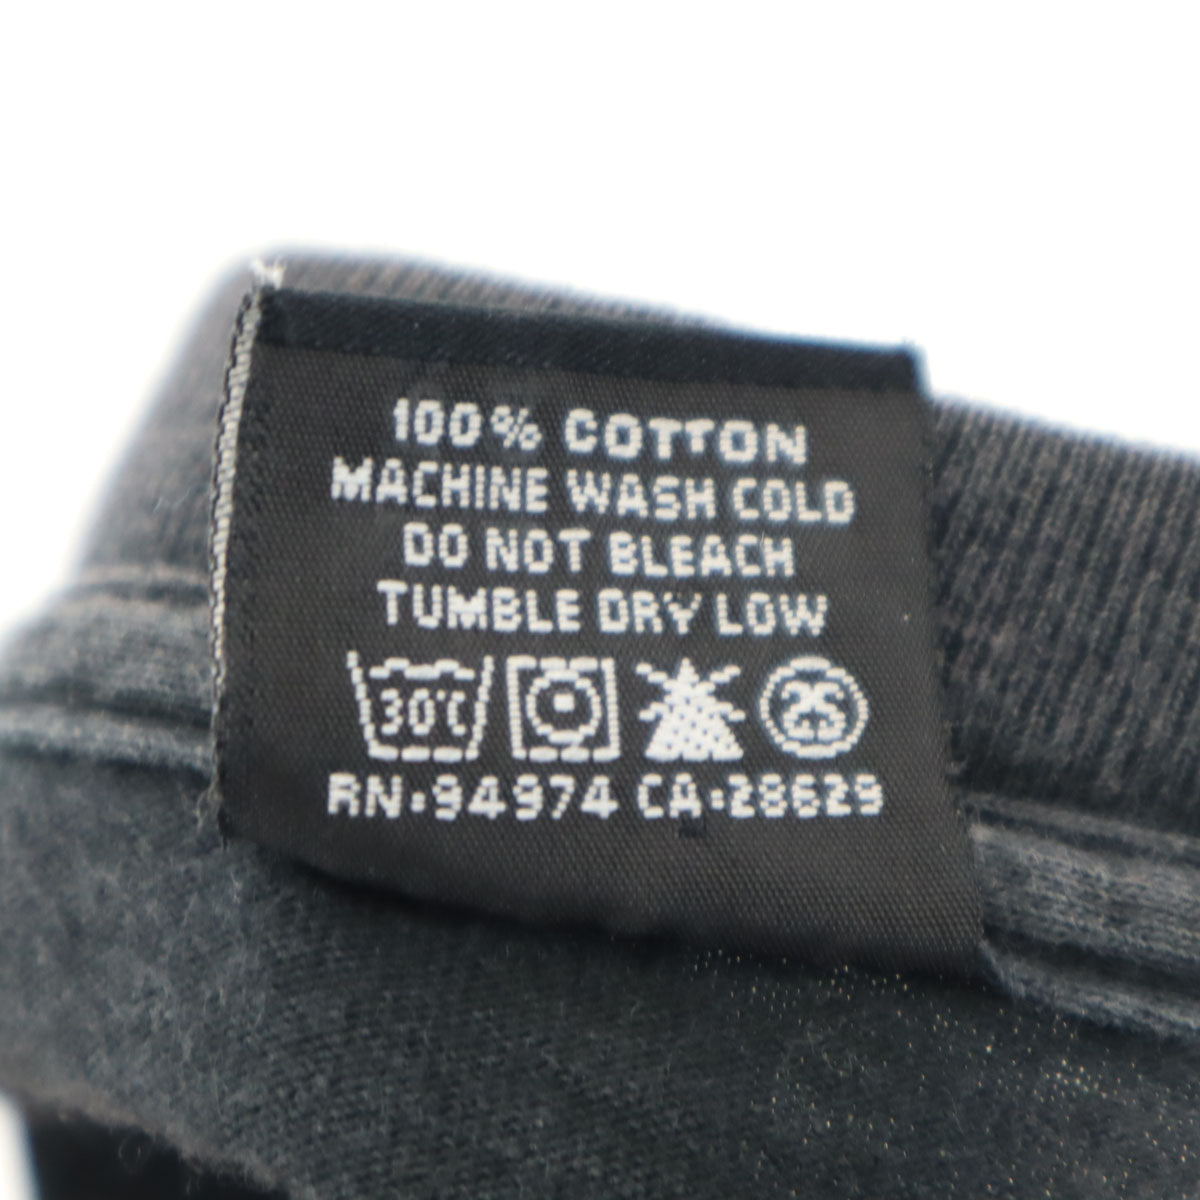 100% COTTON
MACHINE WASH COLD
DO NOT BLEACH
TUMBLE DRY LOW
30°C
RN:94974 CA:28629